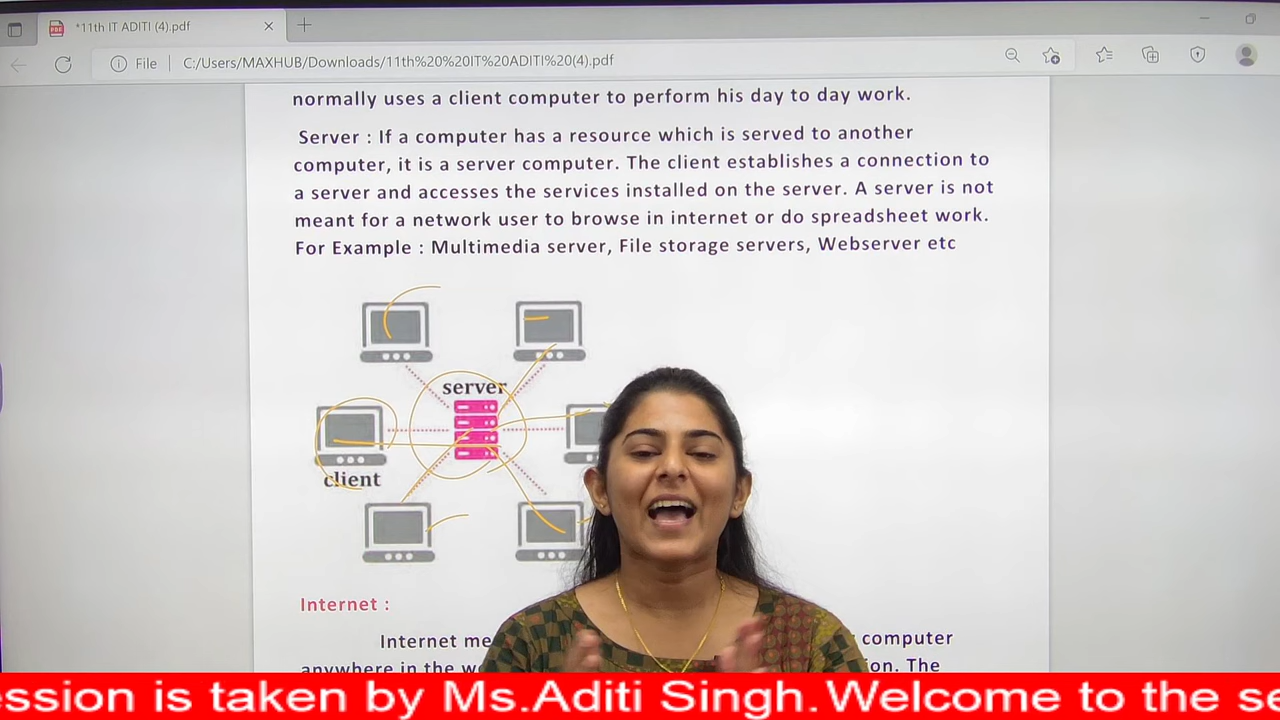 *11th IT ADITI (4).pdf
File
C:/Users/MAXHUB/Downloads/11th%20%20IT%20ADITI%20(4).pdf
normally uses a client computer to perform his day to day work.
Server : If a computer has a resource which is served to another
computer, it is a server computer. The client establishes a connection to
a server and accesses the services installed on the server. A server is not
meant for a network user to browse in internet or do spreadsheet work.
For Example : Multimedia server, File storage servers, Webserver etc
server
client
Internet :
Internet computer
anywhere in the The
ession is taken by Ms.Aditi Singh.Welcome to the se